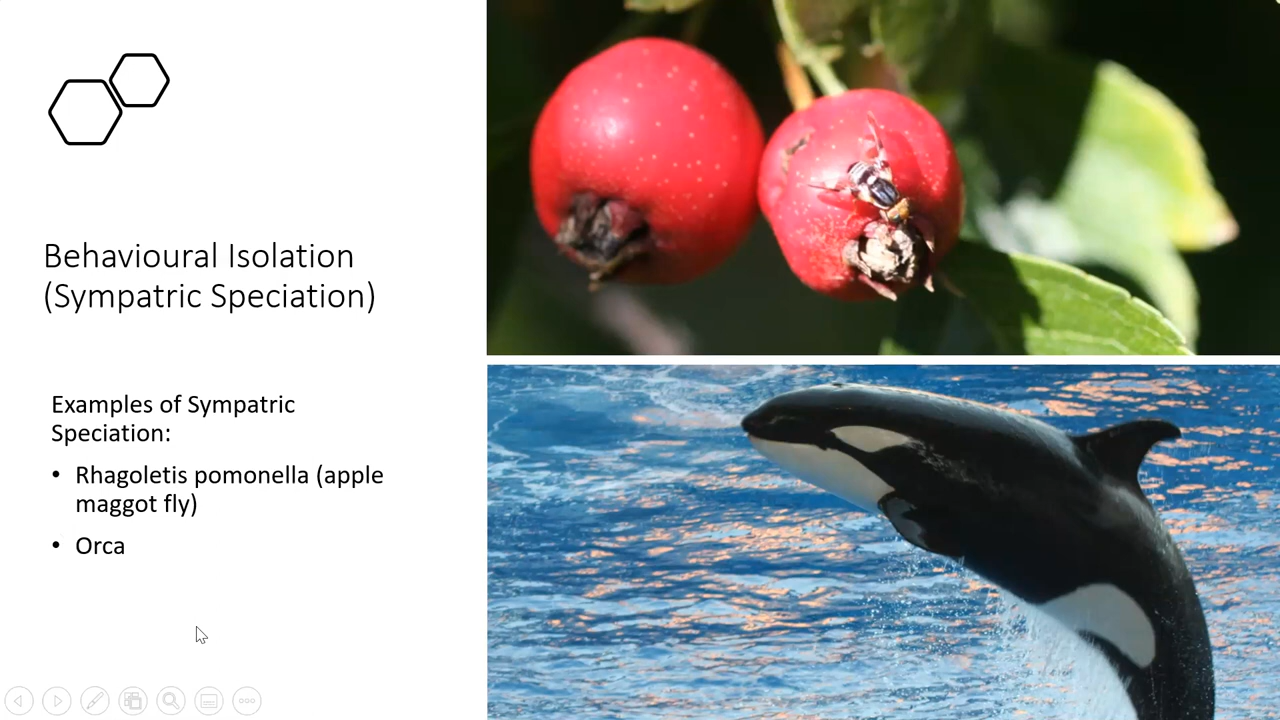 Behavioural Isolation
(Sympatric Speciation)
Examples of Sympatric
Speciation:
• Rhagoletis pomonella (apple
maggot fly)
• Orca